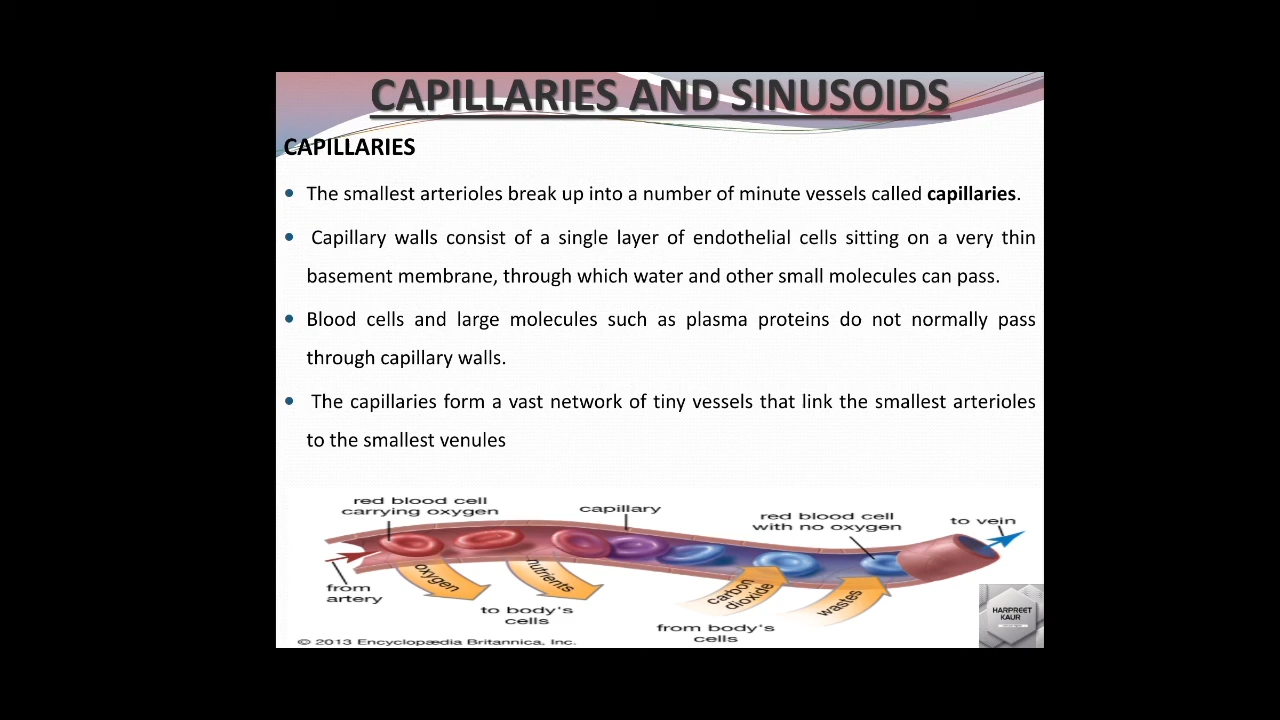 CAPILLARIES AND SINUSOIDS
CAPILLARIES
The smallest arterioles break up into a number of minute vessels called capillaries.
Capillary walls consist of a single layer of endothelial cells sitting on a very thin
basement membrane, through which water and other small molecules can pass.
Blood cells and large molecules such as plasma proteins do not normally pass
through capillary walls.
The capillaries form a vast network of tiny vessels that link the smallest arterioles
to the smallest venules
red blood cell
carrying oxygen
capillary
red blood cell
with no oxygen
to vein
from
artery
oxygen
nutrients
to body's
cells
carbon
dioxide
wastes
from body's
cells
HARPREET
KAUR
© 2013 Encyclopædia Britannica, Inc.